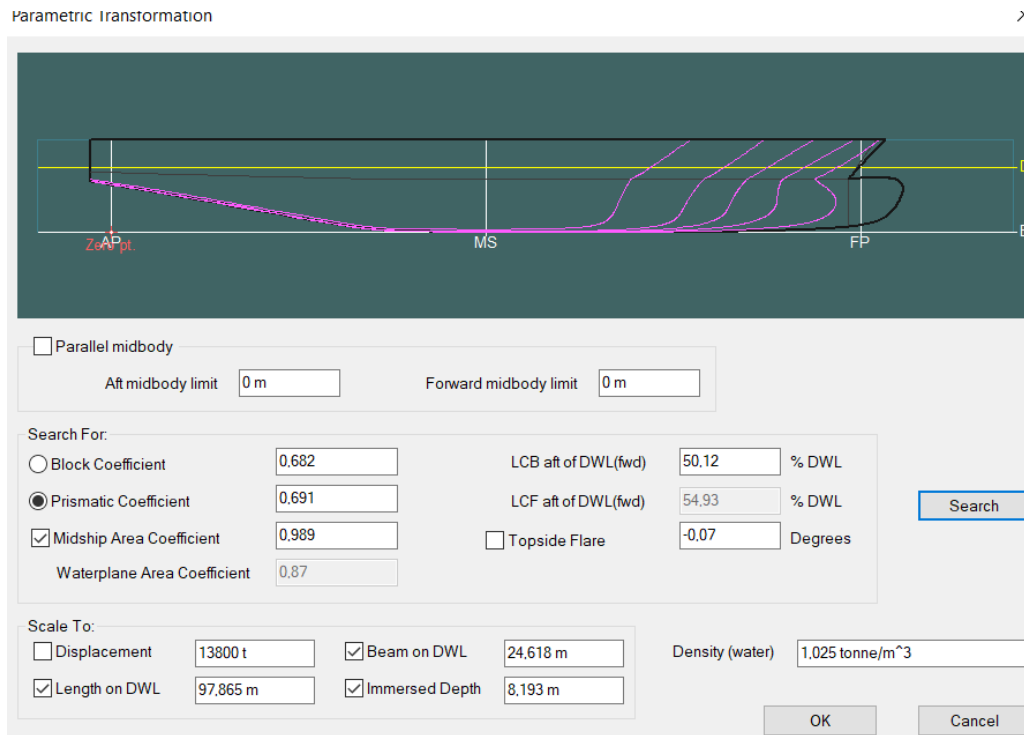 Parametric Transformation
AP
Zero pt.
MS
FP
Parallel midbody
Aft midbody limit 0 m Forward midbody limit 0 m
Search For:
Block Coefficient 0,682 LCB aft of DWL(fwd) 50,12 % DWL
Prismatic Coefficient 0,691 LCF aft of DWL(fwd) 54,93 % DWL
Search
Midship Area Coefficient 0,989 Topside Flare -0,07 Degrees
Waterplane Area Coefficient 0,87
Scale To:
Displacement 13800 t Beam on DWL 24,618 m Density (water) 1,025 tonne/m^3
Length on DWL 97,865 m Immersed Depth 8,193 m
OK Cancel